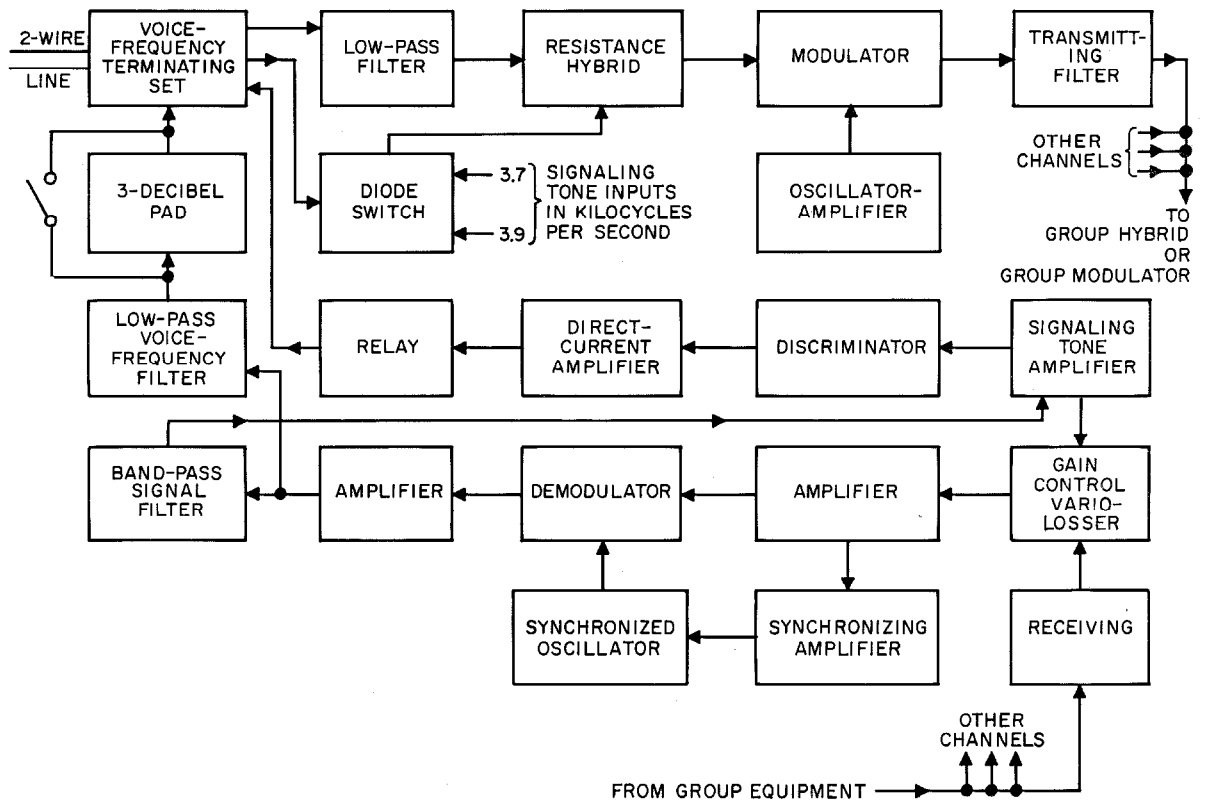 2-WIRE
LINE
VOICE-
FREQUENCY
TERMINATING
SET
LOW-PASS
FILTER
RESISTANCE
HYBRID
MODULATOR
TRANSMITT-
ING
FILTER
3-DECIBEL
PAD
DIODE
SWITCH
3.7
3.9
SIGNALING
TONE INPUTS
IN KILOCYCLES
PER SECOND
OSCILLATOR-
AMPLIFIER
OTHER
CHANNELS
TO
GROUP HYBRID
OR
GROUP MODULATOR
LOW-PASS
VOICE-
FREQUENCY
FILTER
RELAY
DIRECT-
CURRENT
AMPLIFIER
DISCRIMINATOR
SIGNALING
TONE
AMPLIFIER
BAND-PASS
SIGNAL
FILTER
AMPLIFIER
DEMODULATOR
AMPLIFIER
GAIN
CONTROL
VARIO-
LOSSER
SYNCHRONIZED
OSCILLATOR
SYNCHRONIZING
AMPLIFIER
RECEIVING
OTHER
CHANNELS
FROM GROUP EQUIPMENT